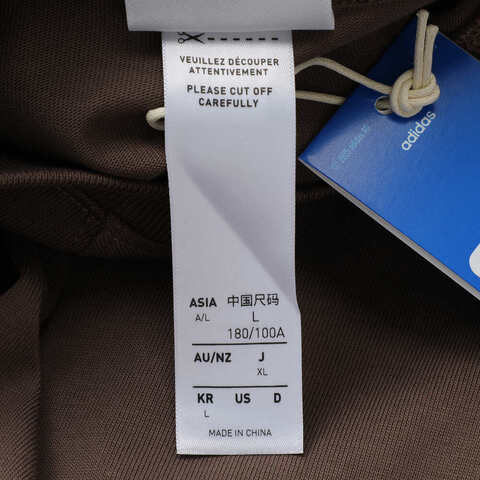 VEUILLEZ DÉCOUPER
ATTENTIVEMENT
PLEASE CUT OFF
CAREFULLY
adidas
ASIA 中国尺码
A/L L
180/100A
AU/NZ J
XL
KR US D
L
MADE IN CHINA